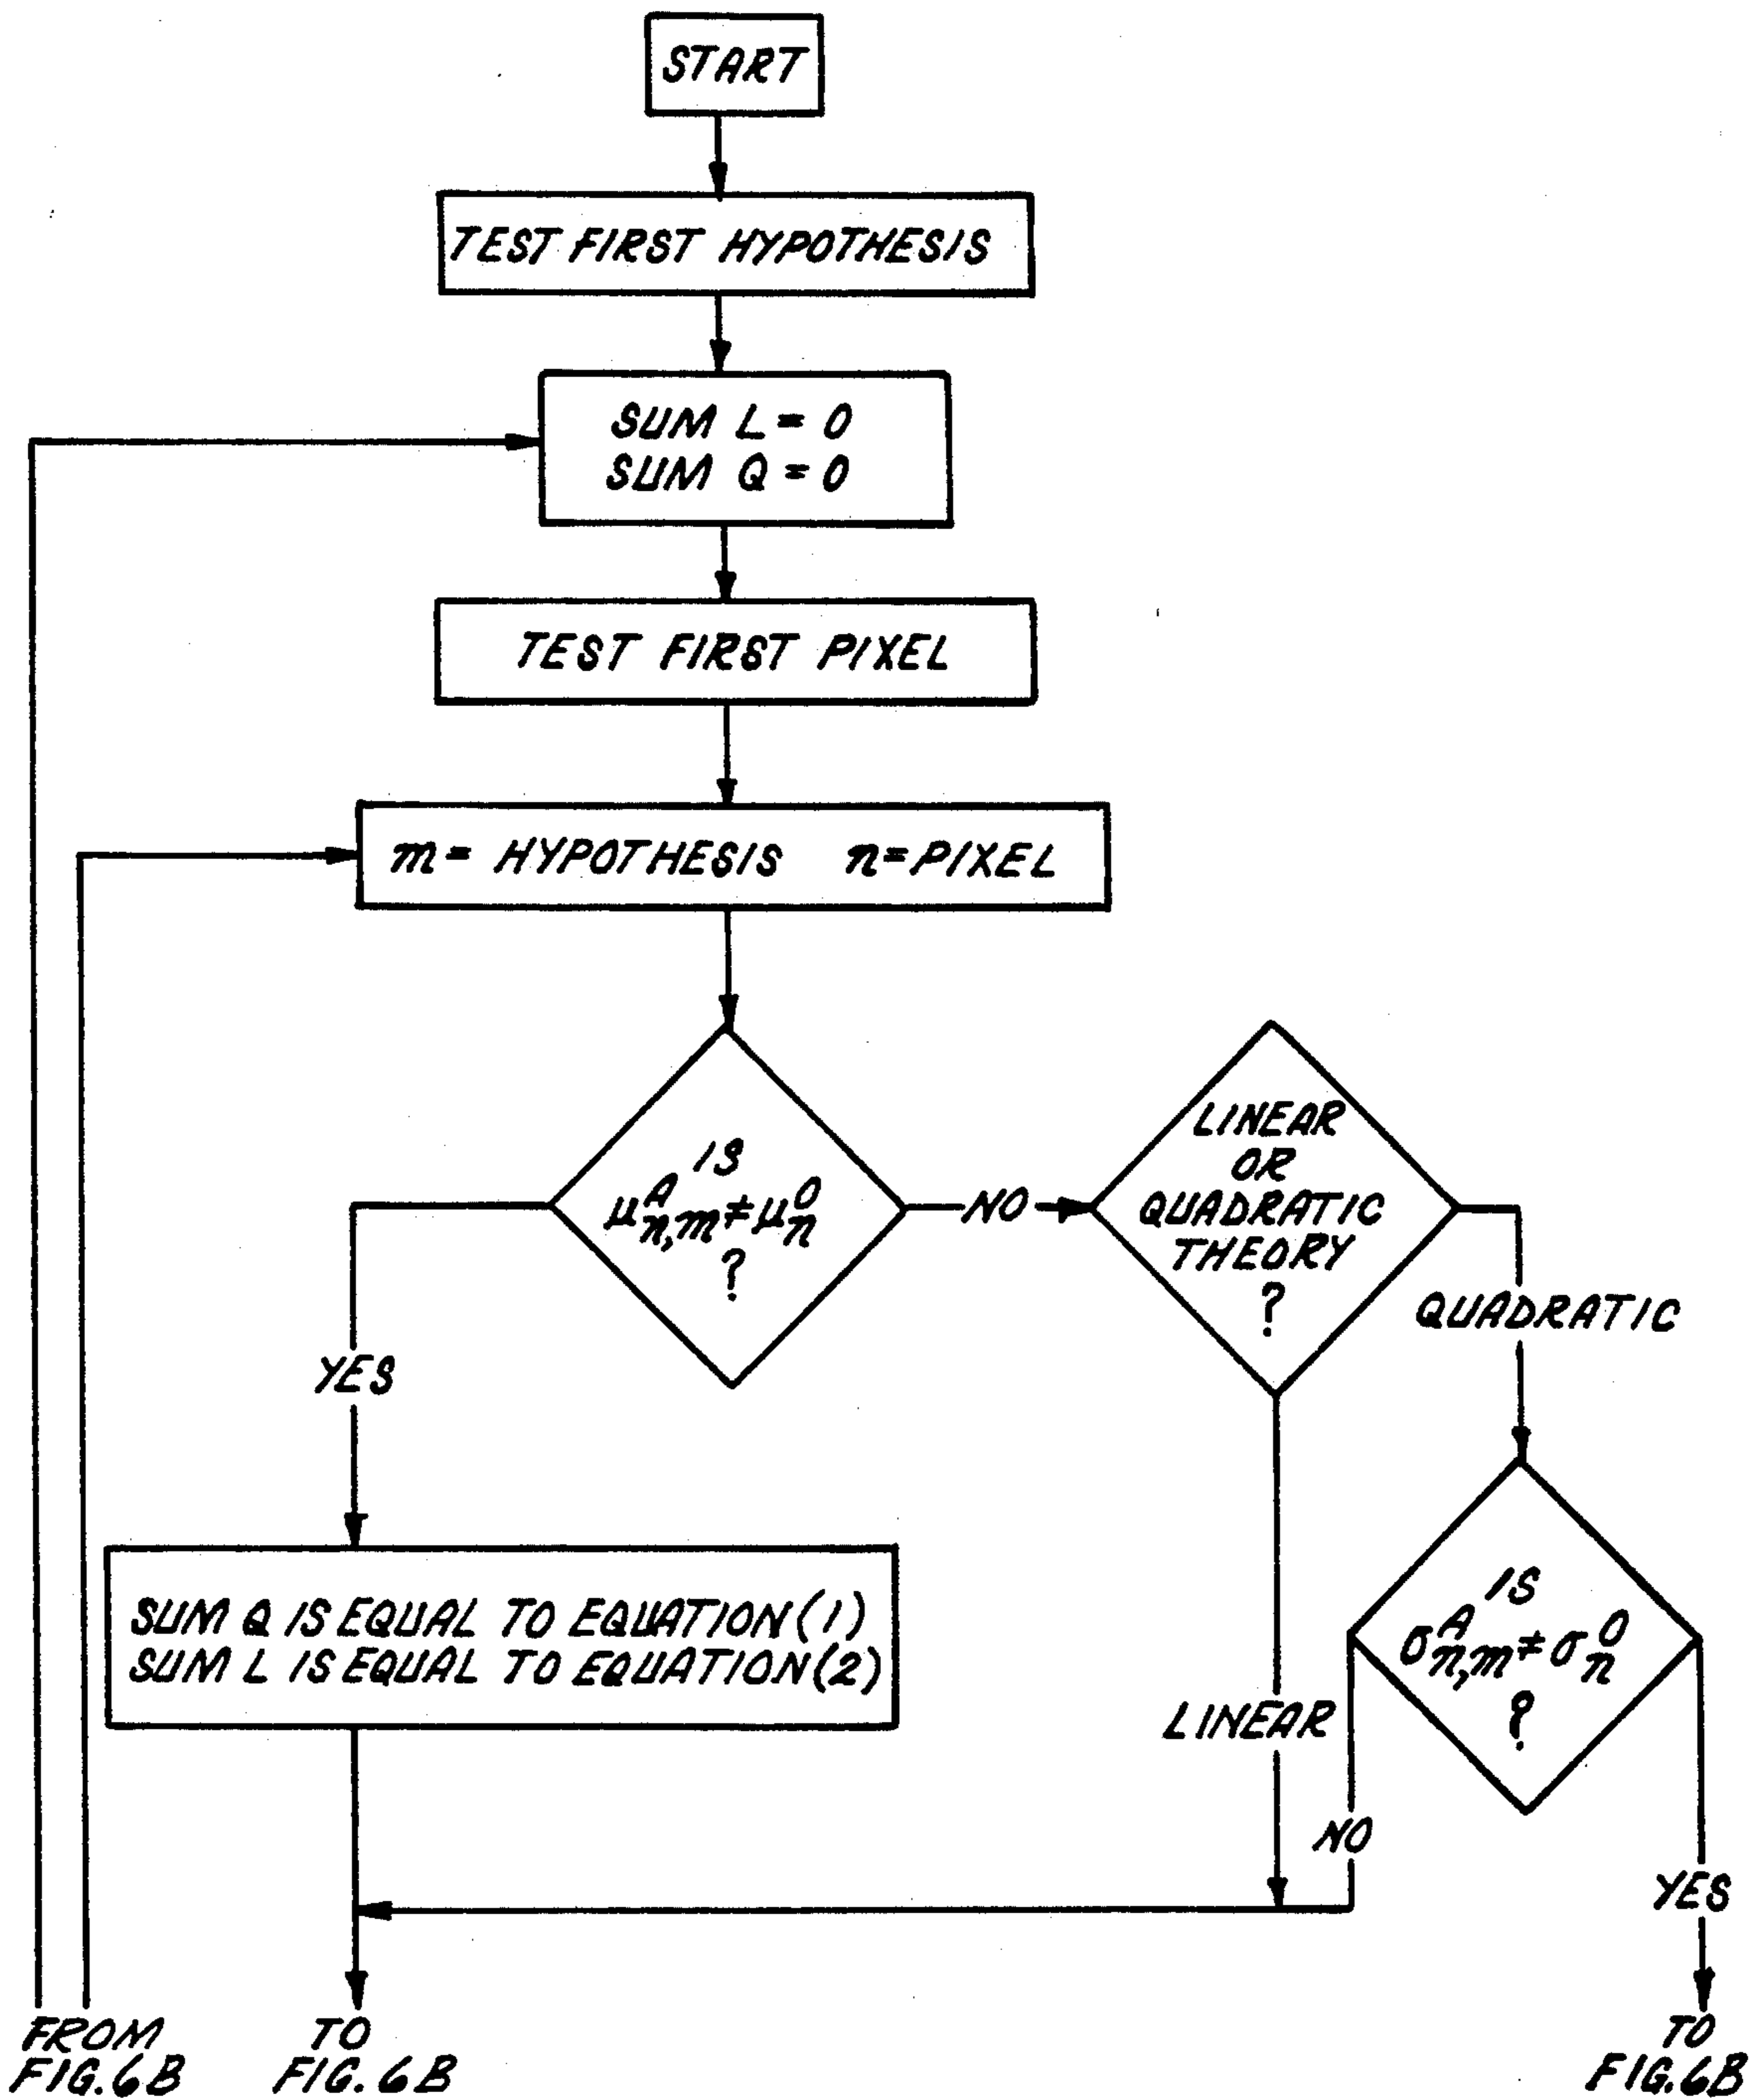 START
TEST FIRST HYPOTHESIS
SUM L = 0
SUM Q = 0
TEST FIRST PIXEL
m = HYPOTHESIS n = PIXEL
IS
μ^A_{n,m} ≠ μ^0_n
?
NO
LINEAR
OR
QUADRATIC
THEORY
?
QUADRATIC
YES
SUM Q IS EQUAL TO EQUATION (1)
SUM L IS EQUAL TO EQUATION (2)
LINEAR
IS
σ^A_{n,m} ≠ σ^0_n
?
NO
YES
FROM
FIG. 6B
TO
FIG. 6B
TO
FIG. 6B